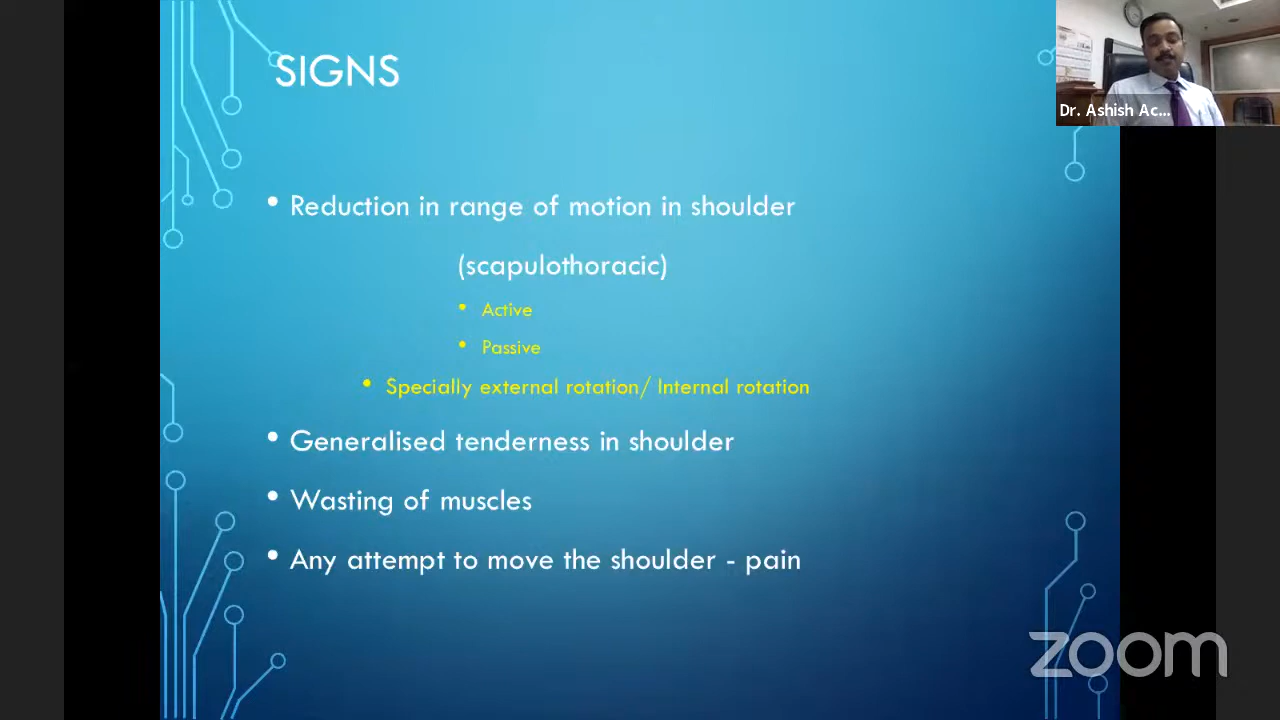 SIGNS
Dr. Ashish Ac...
• Reduction in range of motion in shoulder
(scapulothoracic)
• Active
• Passive
• Specially external rotation/ Internal rotation
• Generalised tenderness in shoulder
• Wasting of muscles
• Any attempt to move the shoulder - pain
zoom